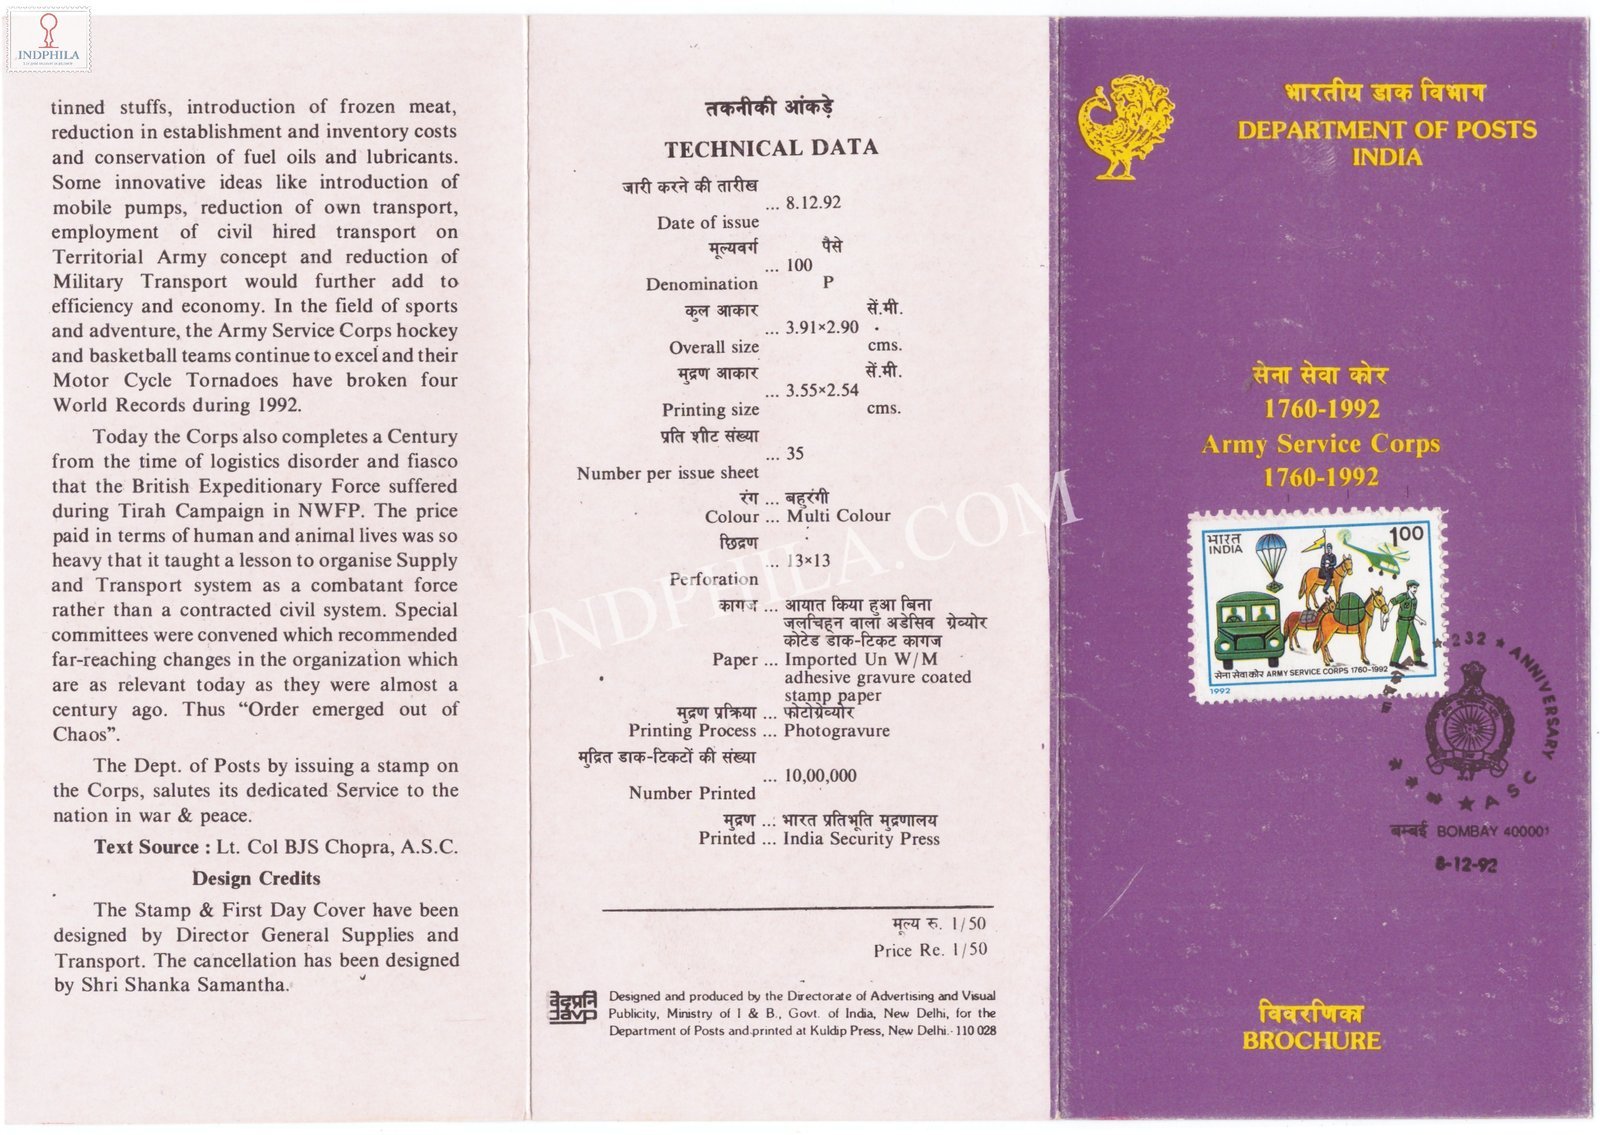 INDPHILA
tinned stuffs, introduction of frozen meat,
reduction in establishment and inventory costs
and conservation of fuel oils and lubricants.
Some innovative ideas like introduction of
mobile pumps, reduction of own transport,
employment of civil hired transport on
Territorial Army concept and reduction of
Military Transport would further add to
efficiency and economy. In the field of sports
and adventure, the Army Service Corps hockey
and basketball teams continue to excel and their
Motor Cycle Tornadoes have broken four
World Records during 1992.
Today the Corps also completes a Century
from the time of logistics disorder and fiasco
that the British Expeditionary Force suffered
during Tirah Campaign in NWFP. The price
paid in terms of human and animal lives was so
heavy that it taught a lesson to organise Supply
and Transport system as a combatant force
rather than a contracted civil system. Special
committees were convened which recommended
far-reaching changes in the organization which
are as relevant today as they were almost a
century ago. Thus “Order emerged out of
Chaos”.
The Dept. of Posts by issuing a stamp on
the Corps, salutes its dedicated Service to the
nation in war & peace.
Text Source : Lt. Col BJS Chopra, A.S.C.
Design Credits
The Stamp & First Day Cover have been
designed by Director General Supplies and
Transport. The cancellation has been designed
by Shri Shanka Samantha.
तकनीकी आंकड़े
TECHNICAL DATA
जारी करने की तारीख
... 8.12.92
Date of issue
मूल्यवर्ग पैसे
... 100
Denomination P
कुल आकार सें.मी.
... 3.91×2.90
Overall size cms.
मुद्रण आकार सें.मी.
... 3.55×2.54
Printing size cms.
प्रति शीट संख्या
... 35
Number per issue sheet
रंग ... बहुरंगी
Colour ... Multi Colour
छिद्रण
... 13×13
Perforation
कागज ... आयात किया हुआ बिना
जलचिहन वाला अडेसिव ग्रेव्योर
कोटेड डाक-टिकट कागज
Paper ... Imported Un W/M
adhesive gravure coated
stamp paper
मुद्रण प्रक्रिया ... फोटोग्रेव्योर
Printing Process ... Photogravure
मुद्रित डाक-टिकटों की संख्या
... 10,00,000
Number Printed
मुद्रण ... भारत प्रतिभूति मुद्रणालय
Printed ... India Security Press
मूल्य रु. 1/50
Price Re. 1/50
davp
Designed and produced by the Directorate of Advertising and Visual
Publicity, Ministry of I & B., Govt. of India, New Delhi, for the
Department of Posts and printed at Kuldip Press, New Delhi.-110 028
INDPHILA.COM
भारतीय डाक विभाग
DEPARTMENT OF POSTS
INDIA
सेना सेवा कोर
1760-1992
Army Service Corps
1760-1992
भारत
INDIA
1.00
सेना सेवा कोर ARMY SERVICE CORPS 1760-1992
1992
★ 232 ★ ANNIVERSARY
★ ASC
बम्बई BOMBAY 400001
8-12-92
विवरणिका
BROCHURE